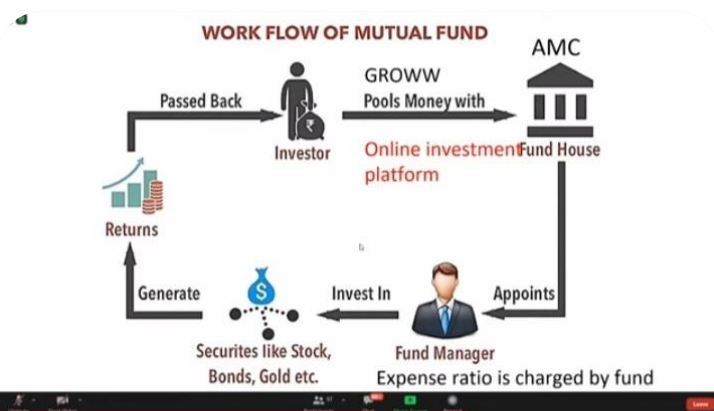 WORK FLOW OF MUTUAL FUND
AMC
GROWW
Passed Back
Pools Money with
Investor
Online investment
platform
Fund House
Returns
Generate
Invest In
Appoints
Securites like Stock,
Bonds, Gold etc.
Fund Manager
Expense ratio is charged by fund
Leave